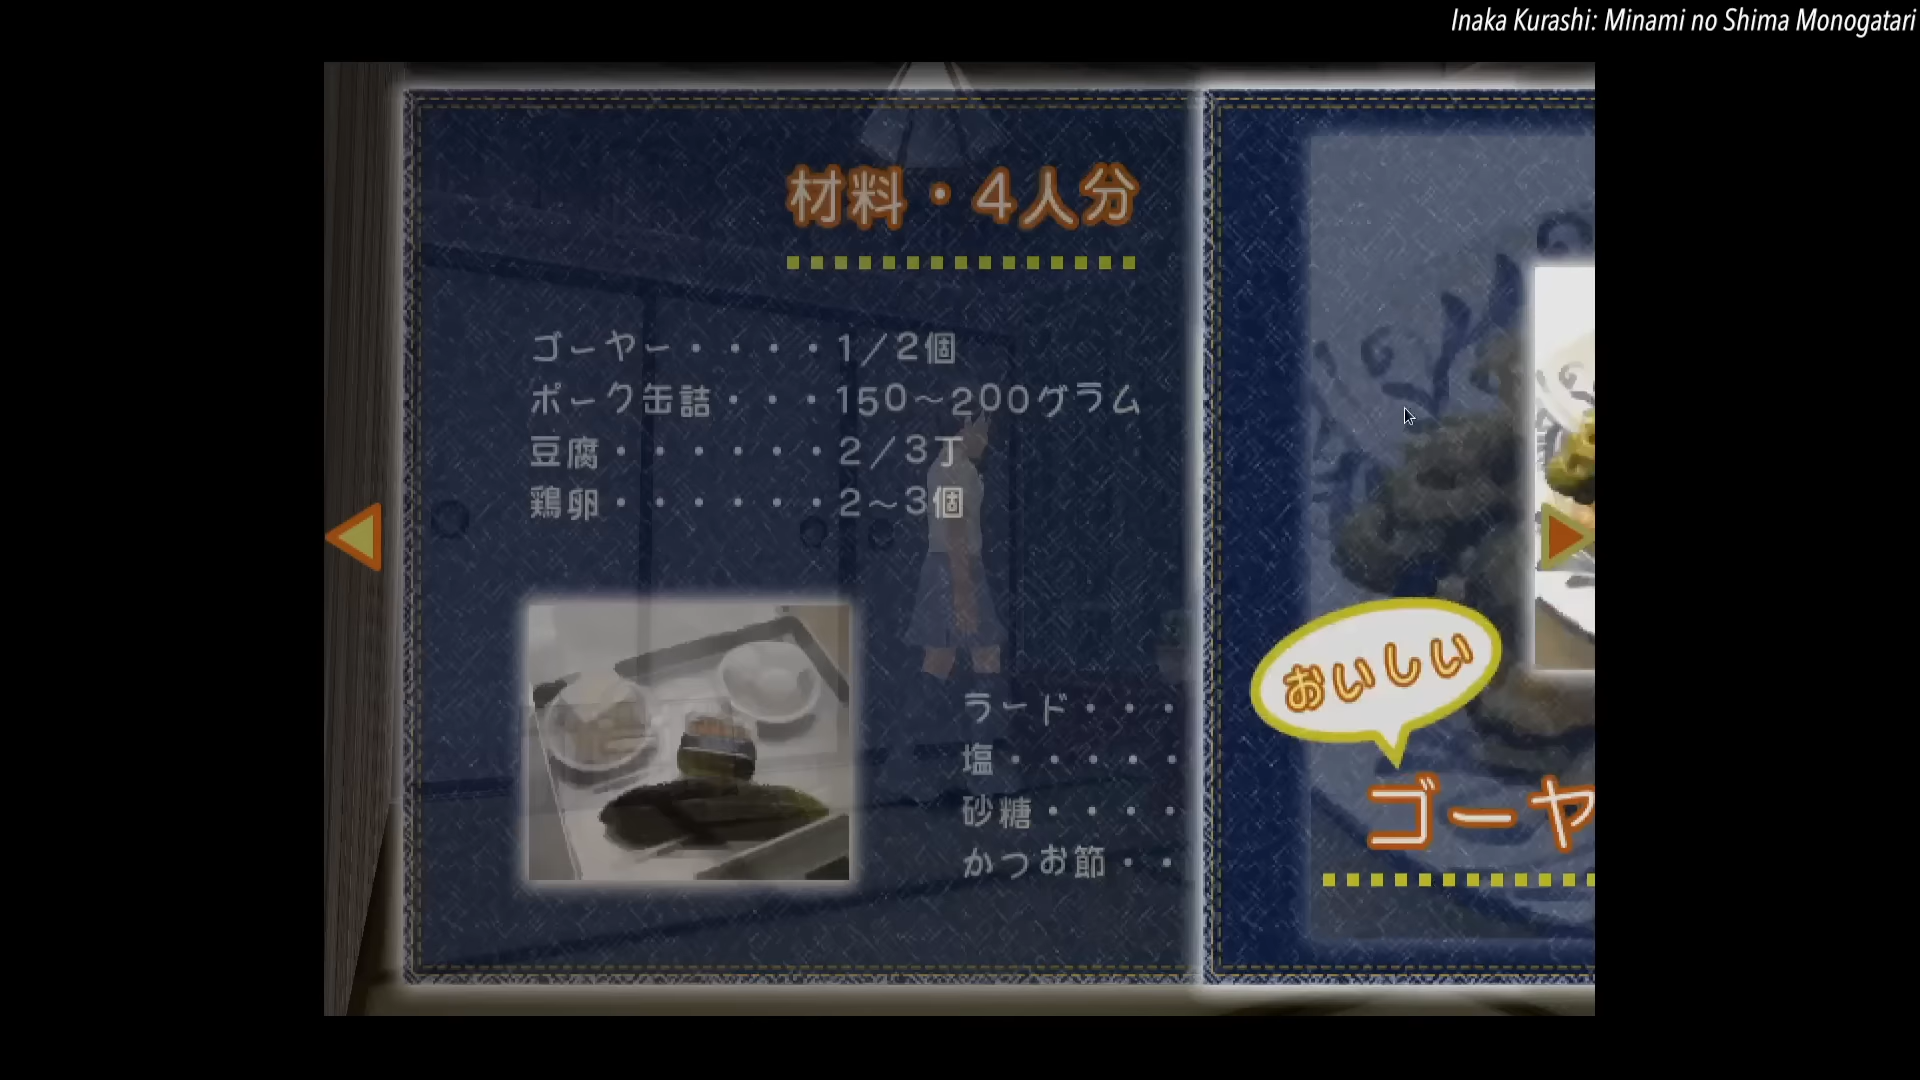 Inaka Kurashi: Minami no Shima Monogatari
材料・4人分
ゴーヤー・・・・1／2個
ポーク缶詰・・・150～200グラム
豆腐・・・・・・2／3丁
鶏卵・・・・・・2～3個
ラード・・・
塩・・・・・
砂糖・・・・
かつお節・・
おいしい
ゴーヤ